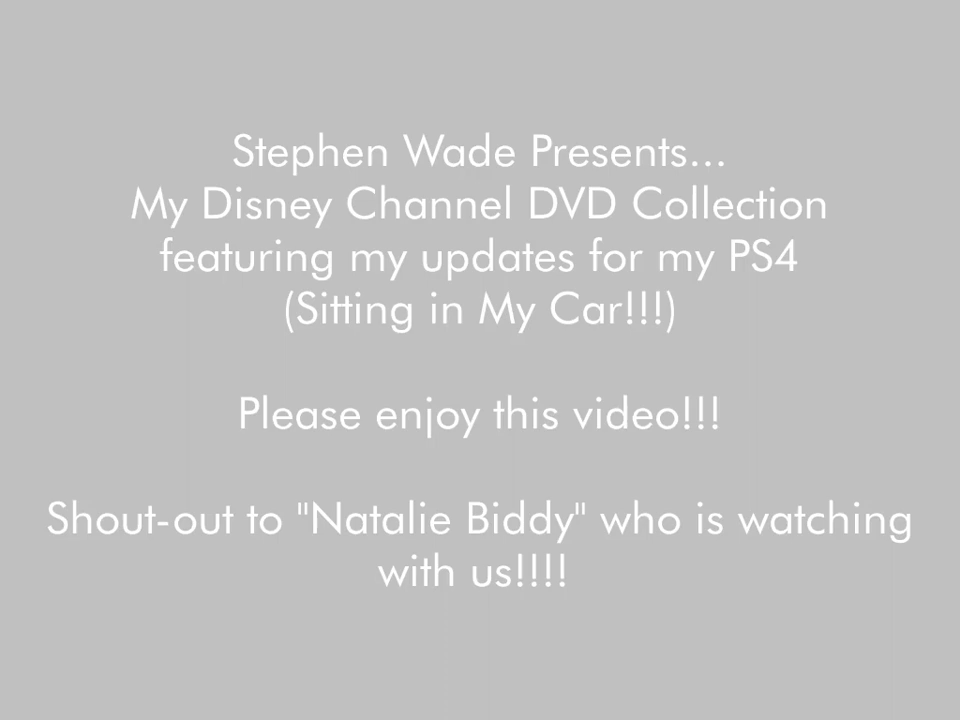 Stephen Wade Presents...
My Disney Channel DVD Collection
featuring my updates for my PS4
(Sitting in My Car!!!)
Please enjoy this video!!!
Shout-out to "Natalie Biddy" who is watching
with us!!!!